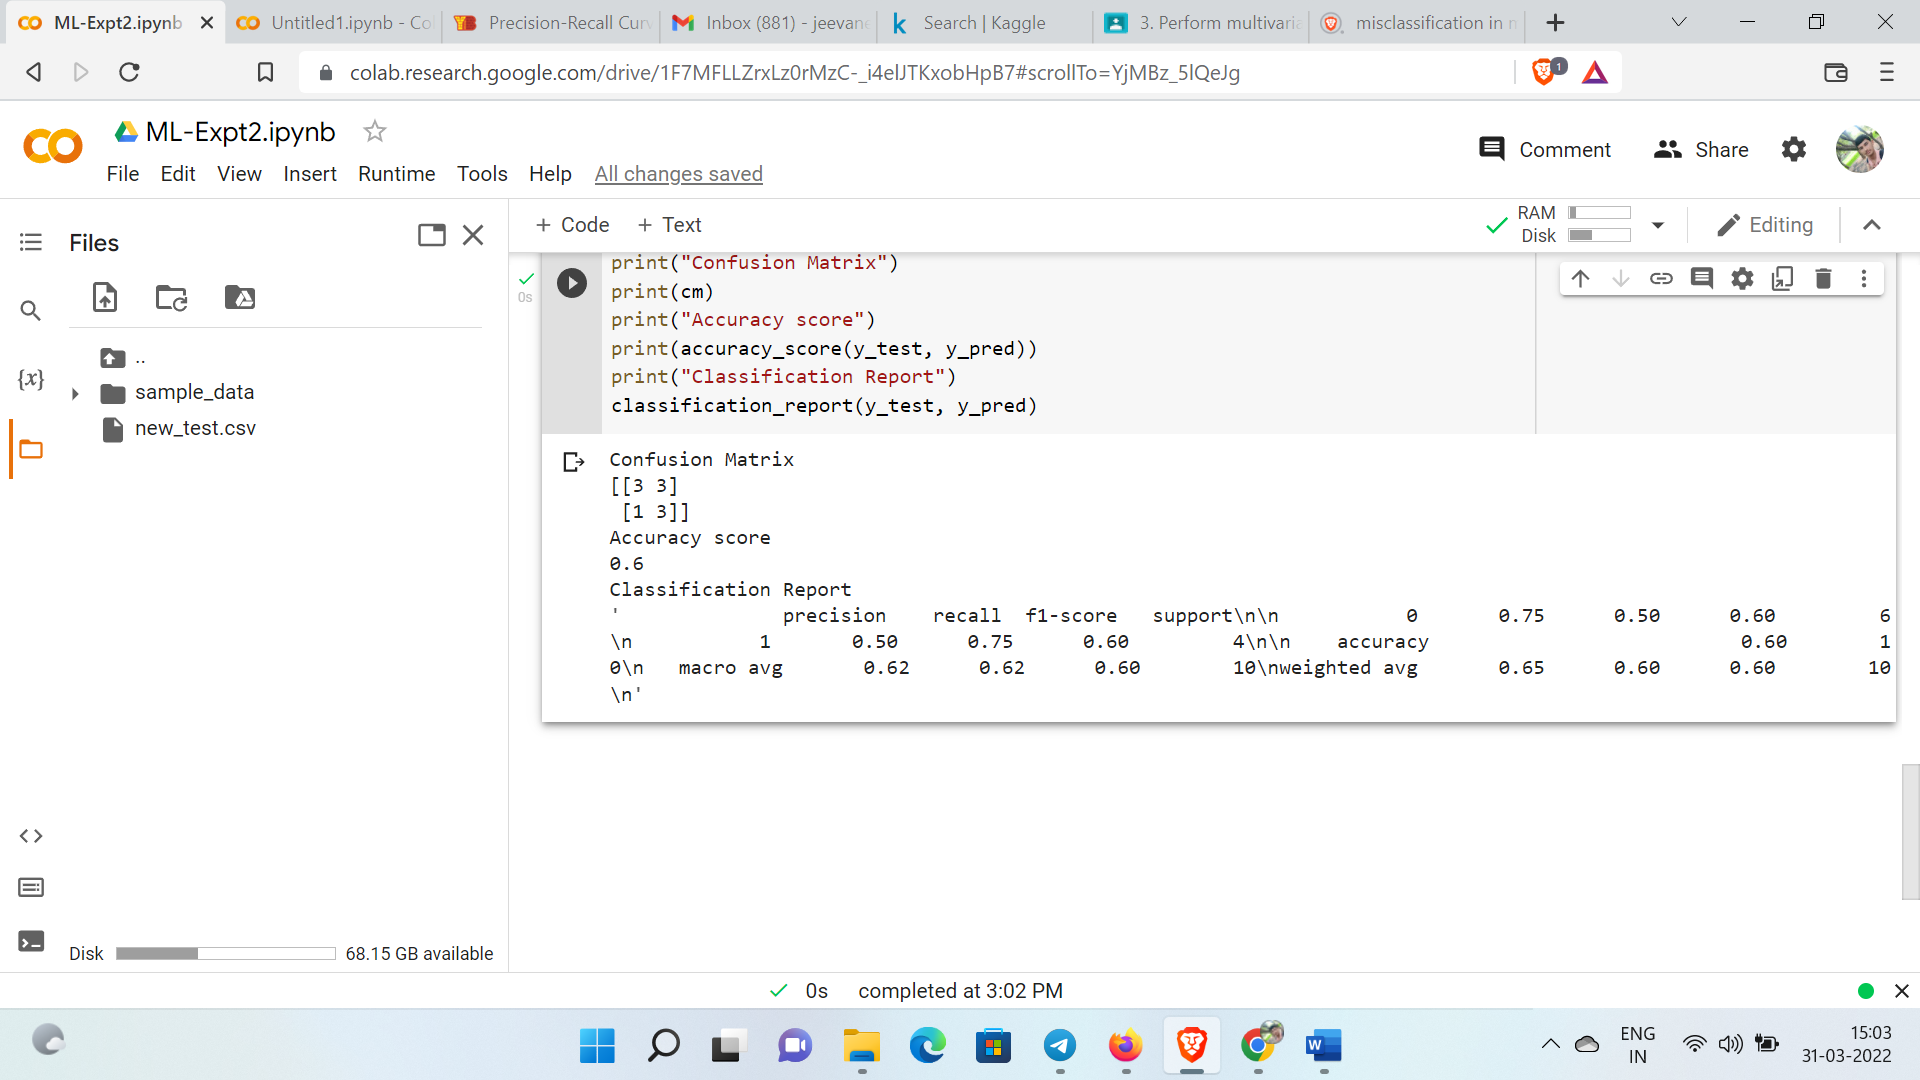 ML-Expt2.ipynb
Untitled1.ipynb - Co
Precision-Recall Curv
Inbox (881) - jeevane
Search | Kaggle
3. Perform multivaria
misclassification in m
colab.research.google.com/drive/1F7MFLLZrxLz0rMzC-_i4elJTKxobHpB7#scrollTo=YjMBz_5lQeJg
1
ML-Expt2.ipynb
Comment
Share
File Edit View Insert Runtime Tools Help All changes saved
Files
+ Code + Text
RAM
Disk
Editing
..
sample_data
new_test.csv
{x}
0s
print("Confusion Matrix")
print(cm)
print("Accuracy score")
print(accuracy_score(y_test, y_pred))
print("Classification Report")
classification_report(y_test, y_pred)
Confusion Matrix
[[3 3]
 [1 3]]
Accuracy score
0.6
Classification Report
'              precision    recall  f1-score   support\n\n           0       0.75      0.50      0.60         6
\n           1       0.50      0.75      0.60         4\n\n    accuracy                           0.60         1
0\n   macro avg       0.62      0.62      0.60        10\nweighted avg       0.65      0.60      0.60        10
\n'
Disk 68.15 GB available
0s completed at 3:02 PM
ENG
IN
15:03
31-03-2022